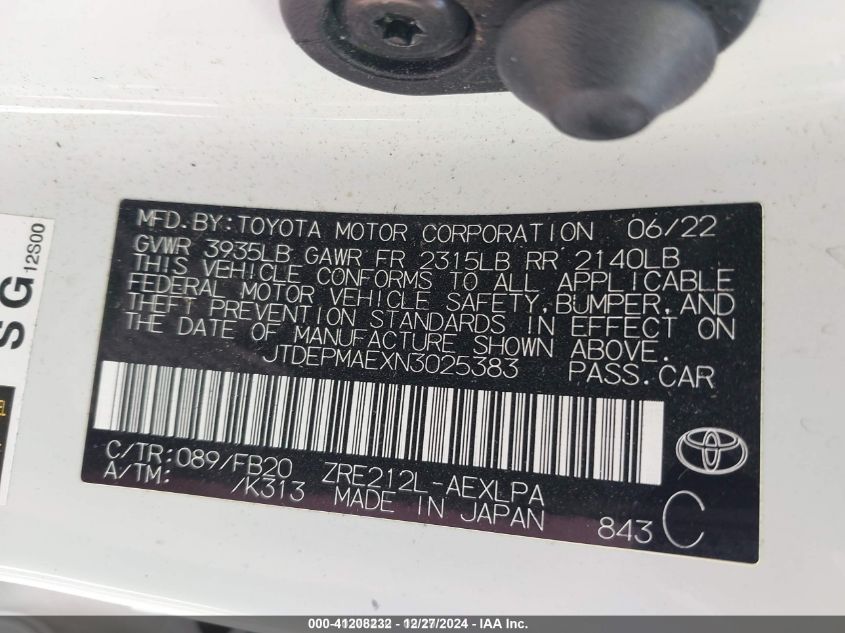 MFD. BY: TOYOTA MOTOR CORPORATION 06/22
GVWR 3935LB GAWR FR 2315LB RR 2140LB
THIS VEHICLE CONFORMS TO ALL APPLICABLE
FEDERAL MOTOR VEHICLE SAFETY, BUMPER, AND
THEFT PREVENTION STANDARDS IN EFFECT ON
THE DATE OF MANUFACTURE SHOWN ABOVE.
JTDEPMAEXN3025383 PASS. CAR
C/TR: 089/FB20 ZRE212L-AEXLPA
A/TM: /K313 MADE IN JAPAN 843 C
S G
12S00
000-41208232 - 12/27/2024 - IAA Inc.